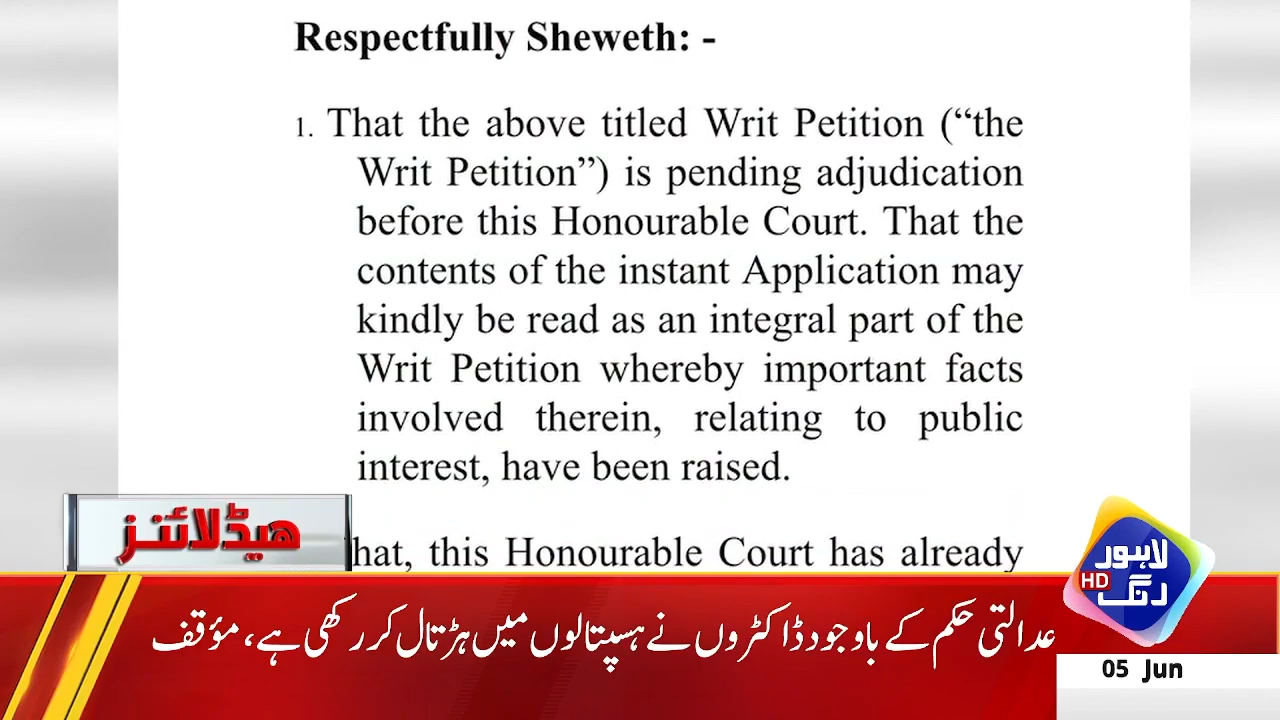 Respectfully Sheweth: -
1. That the above titled Writ Petition (“the
Writ Petition”) is pending adjudication
before this Honourable Court. That the
contents of the instant Application may
kindly be read as an integral part of the
Writ Petition whereby important facts
involved therein, relating to public
interest, have been raised.
hat, this Honourable Court has already
ہیڈلائنز
لاہور
رنگ
HD
عدالتی حکم کے باوجود ڈاکٹروں نے ہسپتالوں میں ہڑتال کر رکھی ہے، مؤقف
05 Jun